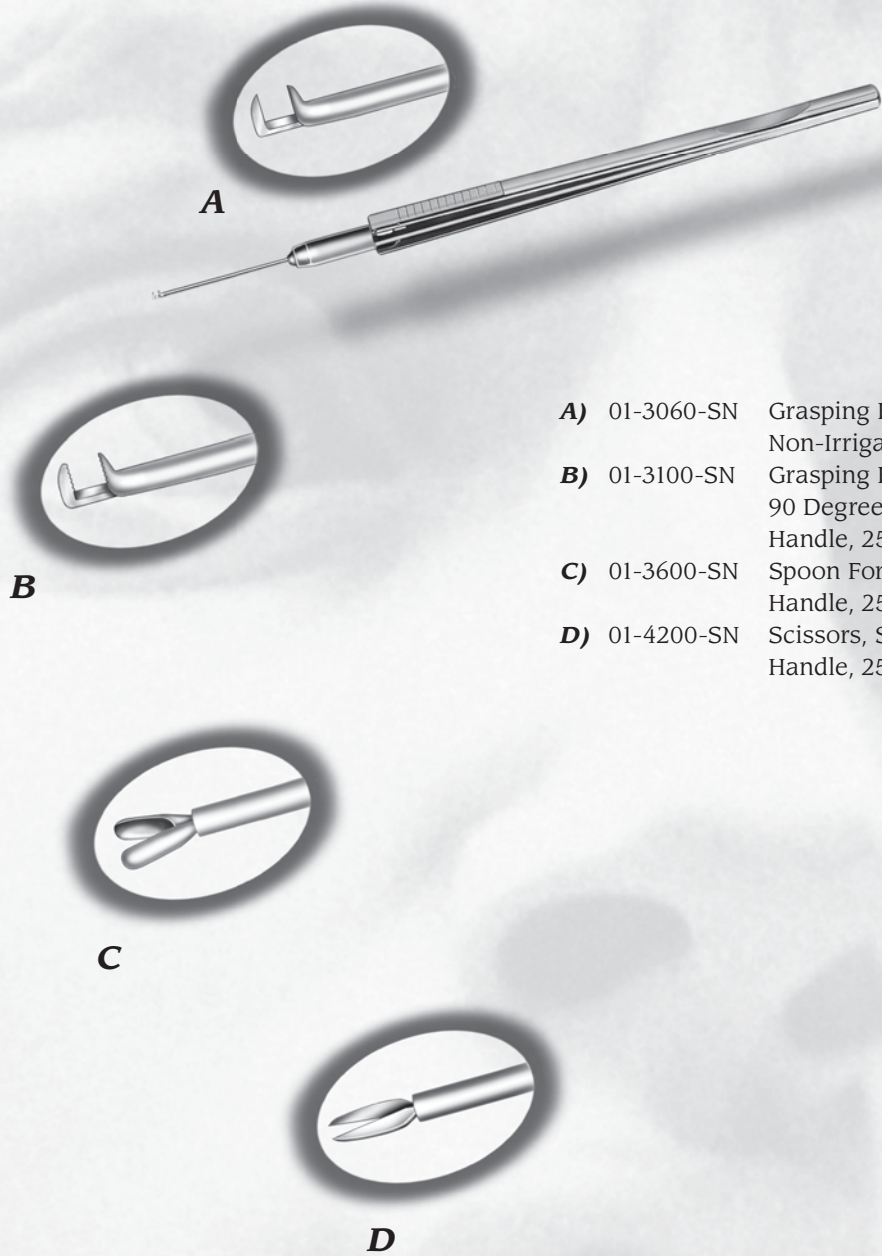 A
B
A) 01-3060-SN Grasping
Non-Irriga
B) 01-3100-SN Grasping
90 Degree
Handle, 25
C) 01-3600-SN Spoon For
Handle, 25
D) 01-4200-SN Scissors, S
Handle, 25
C
D